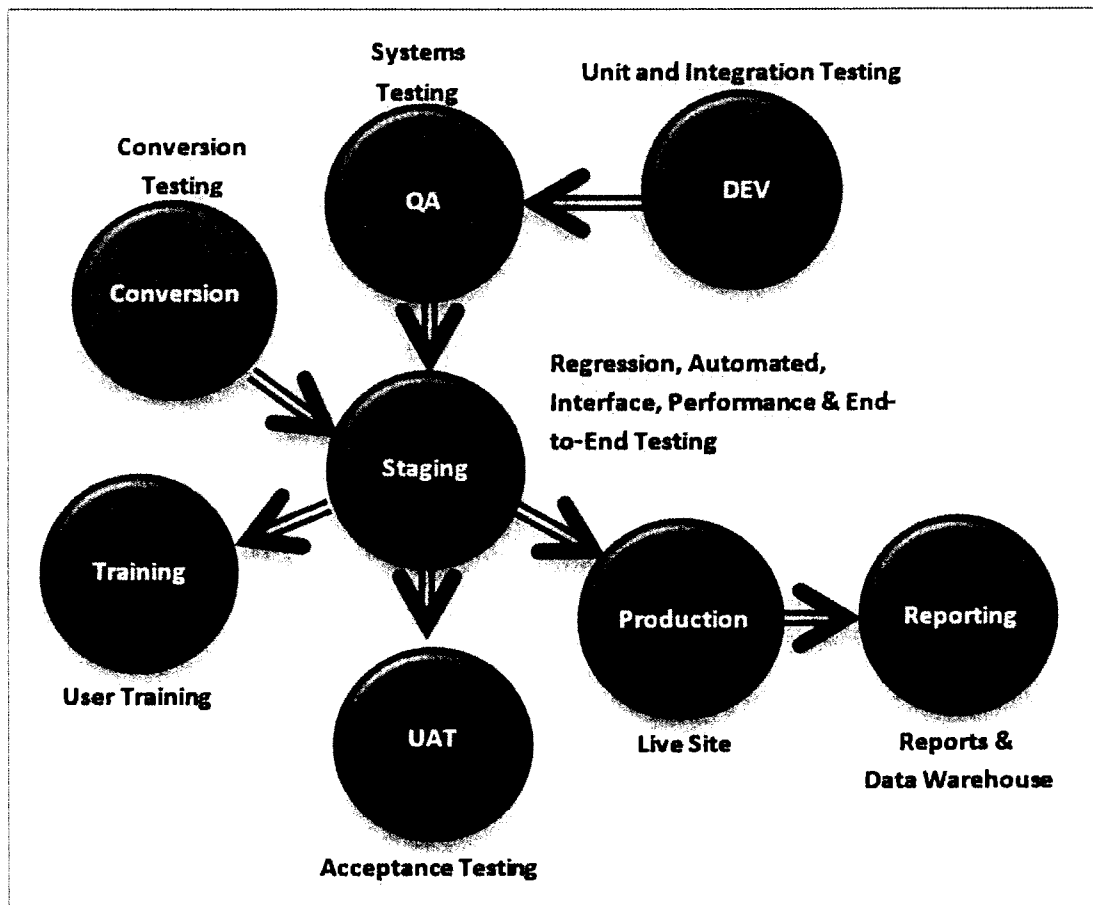 Systems
Testing
Unit and Integration Testing
Conversion
Testing
QA
DEV
Conversion
Regression, Automated,
Interface, Performance & End-
to-End Testing
Staging
Training
Production
Reporting
User Training
UAT
Live Site
Reports &
Data Warehouse
Acceptance Testing